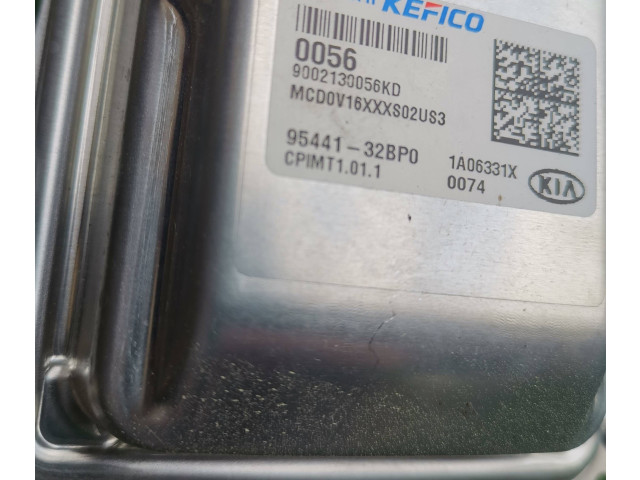 KEFICO
0056
9002130056KD
MCD0V16XXXS02US3
95441-32BP0 1A06331X
CPIMT1.01.1 0074 KIA